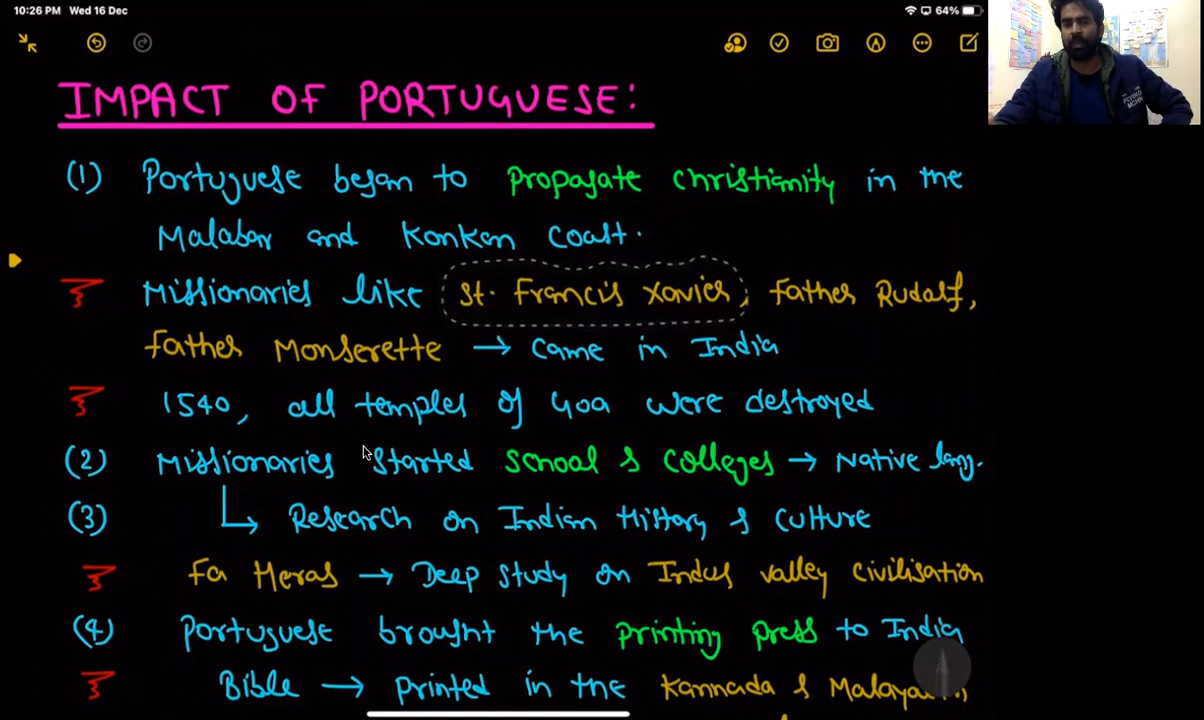 10:26 PM Wed 16 Dec
64%
IMPACT OF PORTUGUESE:
(1) Portuguese began to propagate christianity in the
Malabar and Konkan coast.
Missionaries like St. Francis Xavier, Father Rudolf,
Father Monserette → came in India
1540, all temples of Goa were destroyed
(2) Missionaries started school & colleges → Native lang.
(3) Research on Indian History & culture
Fa Heras → Deep study on Indus valley civilisation
(4) Portuguese brought the printing press to India
Bible → printed in the Kannada &